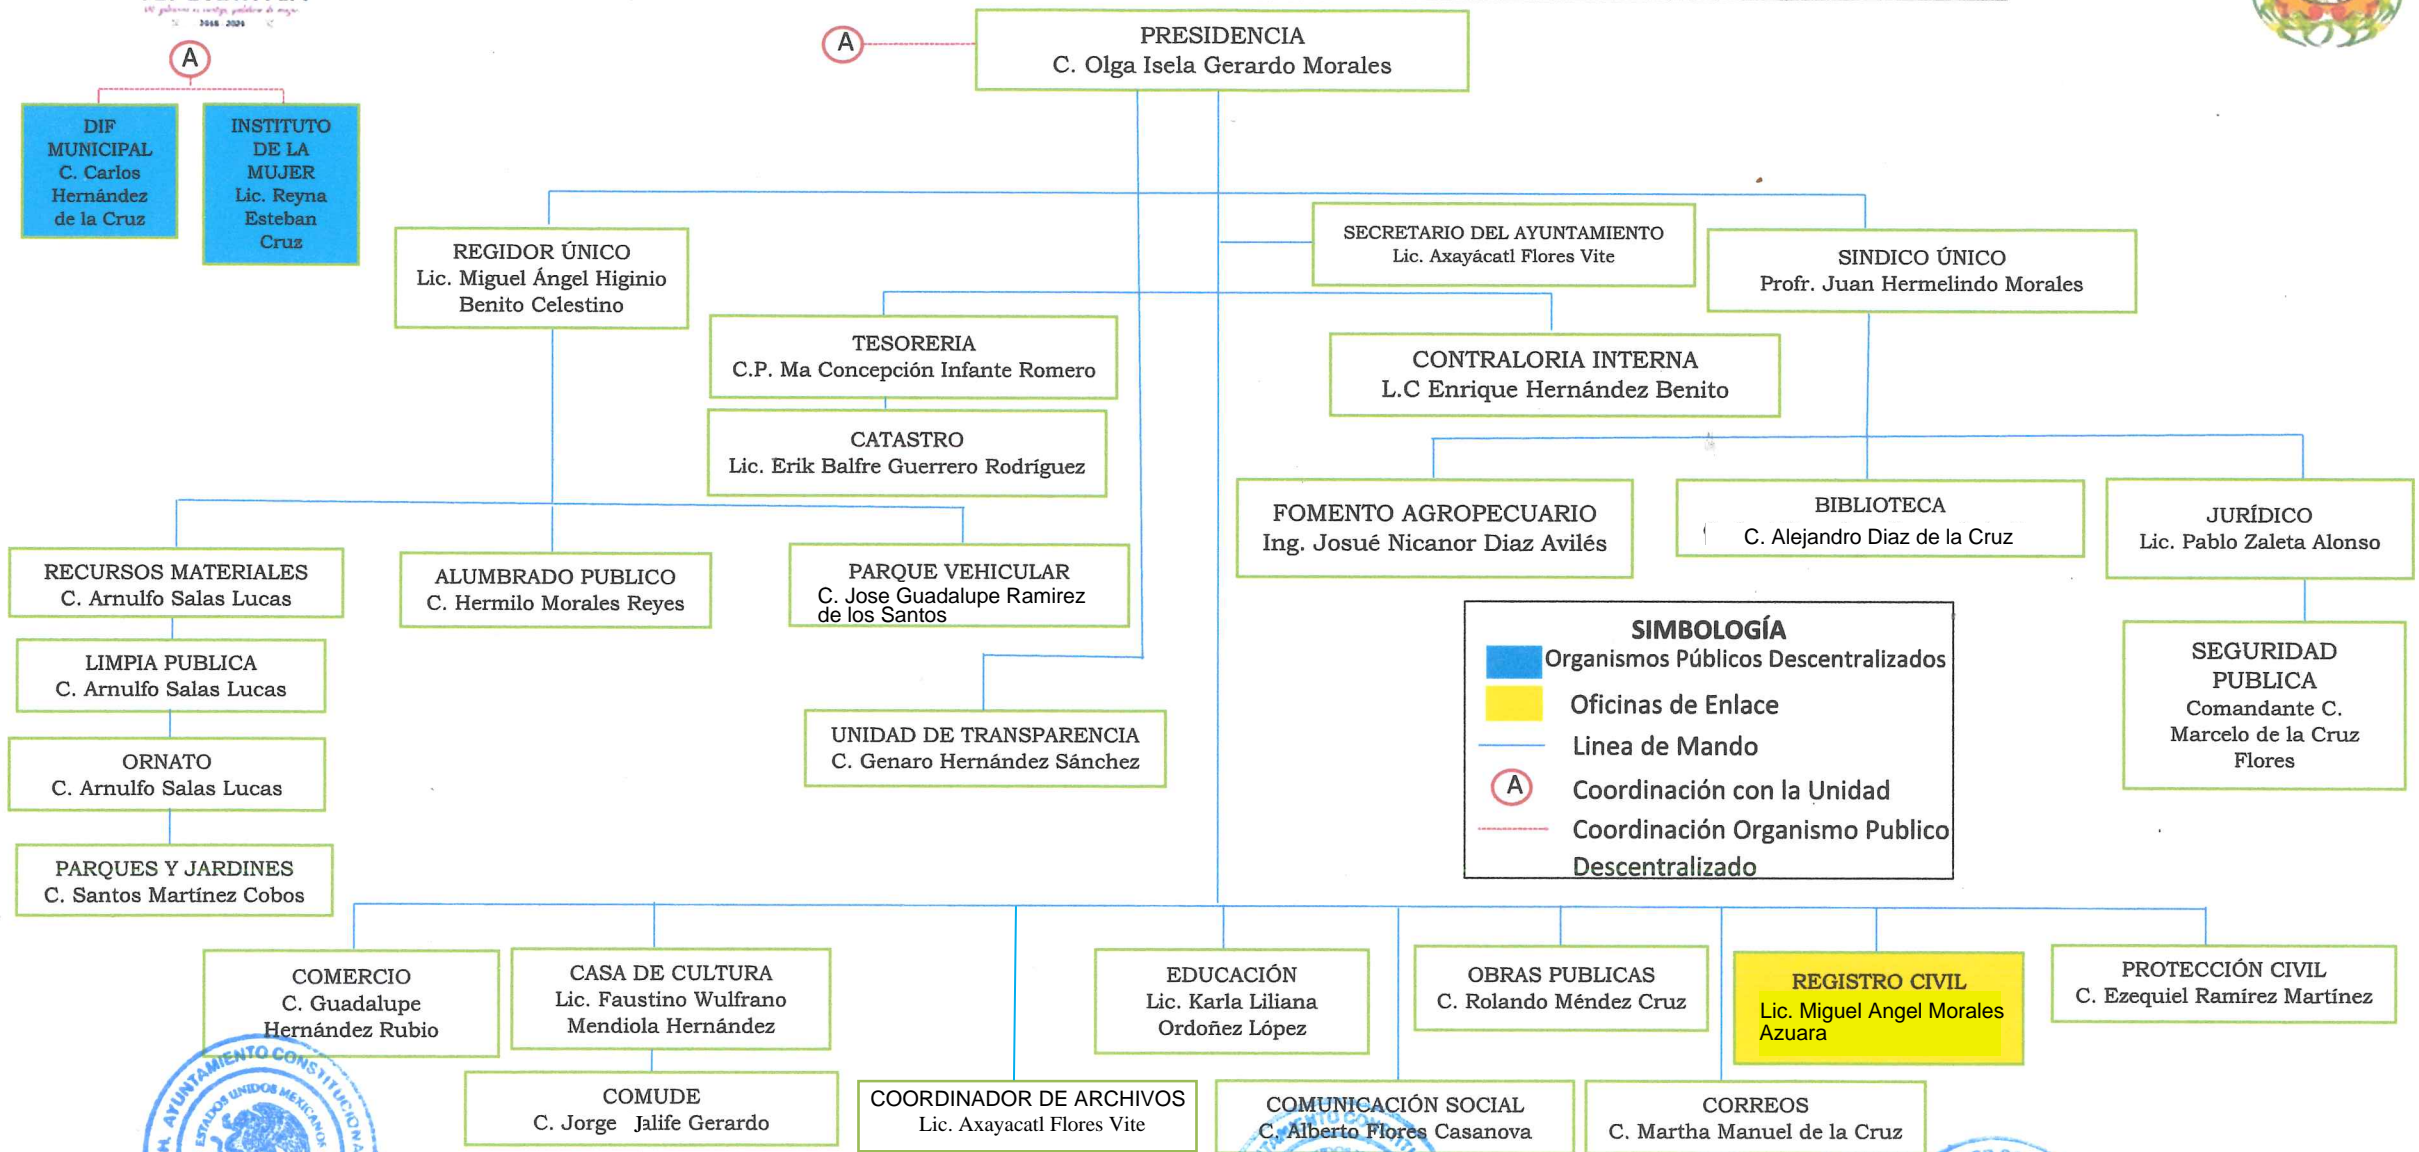 A
A
PRESIDENCIA
C. Olga Isela Gerardo Morales
DIF
MUNICIPAL
C. Carlos
Hernández
de la Cruz
INSTITUTO
DE LA
MUJER
Lic. Reyna
Esteban
Cruz
REGIDOR ÚNICO
Lic. Miguel Ángel Higinio
Benito Celestino
SECRETARIO DEL AYUNTAMIENTO
Lic. Axayácatl Flores Vite
SINDICO ÚNICO
Profr. Juan Hermelindo Morales
TESORERIA
C.P. Ma Concepción Infante Romero
CONTRALORIA INTERNA
L.C Enrique Hernández Benito
CATASTRO
Lic. Erik Balfre Guerrero Rodríguez
FOMENTO AGROPECUARIO
Ing. Josué Nicanor Diaz Avilés
BIBLIOTECA
C. Alejandro Diaz de la Cruz
JURÍDICO
Lic. Pablo Zaleta Alonso
RECURSOS MATERIALES
C. Arnulfo Salas Lucas
ALUMBRADO PUBLICO
C. Hermilo Morales Reyes
PARQUE VEHICULAR
C. Jose Guadalupe Ramirez
de los Santos
LIMPIA PUBLICA
C. Arnulfo Salas Lucas
SIMBOLOGÍA
Organismos Públicos Descentralizados
Oficinas de Enlace
Linea de Mando
A Coordinación con la Unidad
Coordinación Organismo Publico
Descentralizado
SEGURIDAD
PUBLICA
Comandante C.
Marcelo de la Cruz
Flores
UNIDAD DE TRANSPARENCIA
C. Genaro Hernández Sánchez
ORNATO
C. Arnulfo Salas Lucas
PARQUES Y JARDINES
C. Santos Martínez Cobos
COMERCIO
C. Guadalupe
Hernández Rubio
CASA DE CULTURA
Lic. Faustino Wulfrano
Mendiola Hernández
EDUCACIÓN
Lic. Karla Liliana
Ordoñez López
OBRAS PUBLICAS
C. Rolando Méndez Cruz
REGISTRO CIVIL
Lic. Miguel Angel Morales
Azuara
PROTECCIÓN CIVIL
C. Ezequiel Ramírez Martínez
COMUDE
C. Jorge Jalife Gerardo
COORDINADOR DE ARCHIVOS
Lic. Axayacatl Flores Vite
COMUNICACIÓN SOCIAL
C. Alberto Flores Casanova
CORREOS
C. Martha Manuel de la Cruz
H. AYUNTAMIENTO CONSTITUCIONAL
ESTADOS UNIDOS MEXICANOS